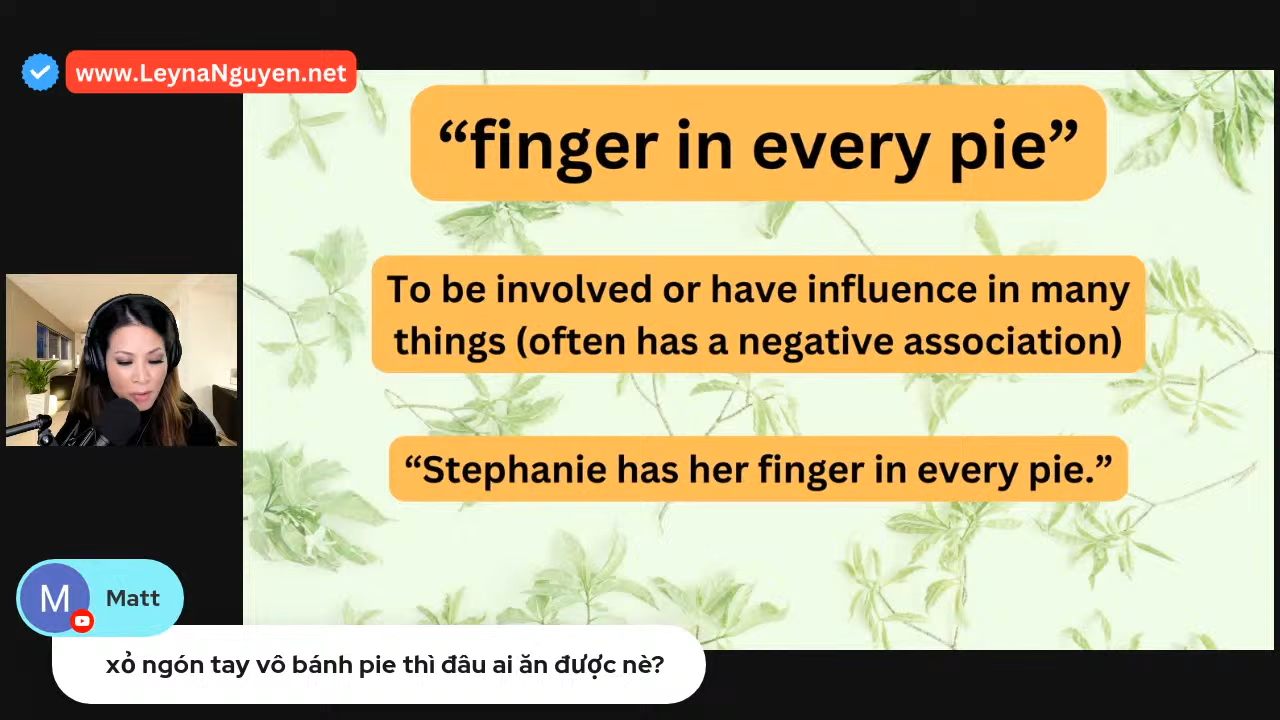 www.LeynaNguyen.net
“finger in every pie”
To be involved or have influence in many
things (often has a negative association)
“Stephanie has her finger in every pie.”
M
Matt
xỏ ngón tay vô bánh pie thì đâu ai ăn được nè?